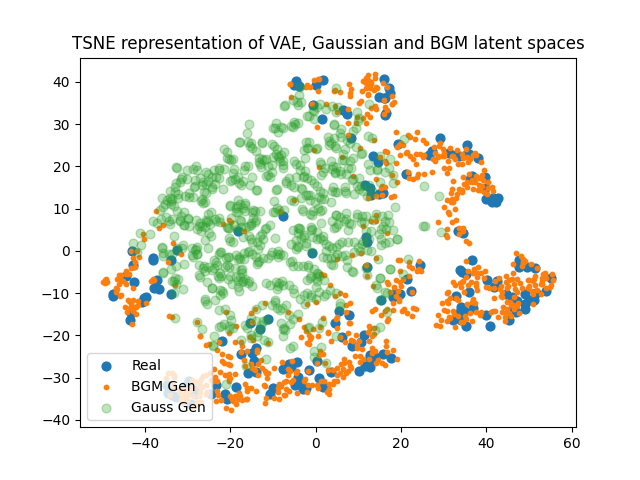 TSNE representation of VAE, Gaussian and BGM latent spaces
40
30
20
10
0
−10
−20
−30
−40
Real
BGM Gen
Gauss Gen
−40 −20 0 20 40 60